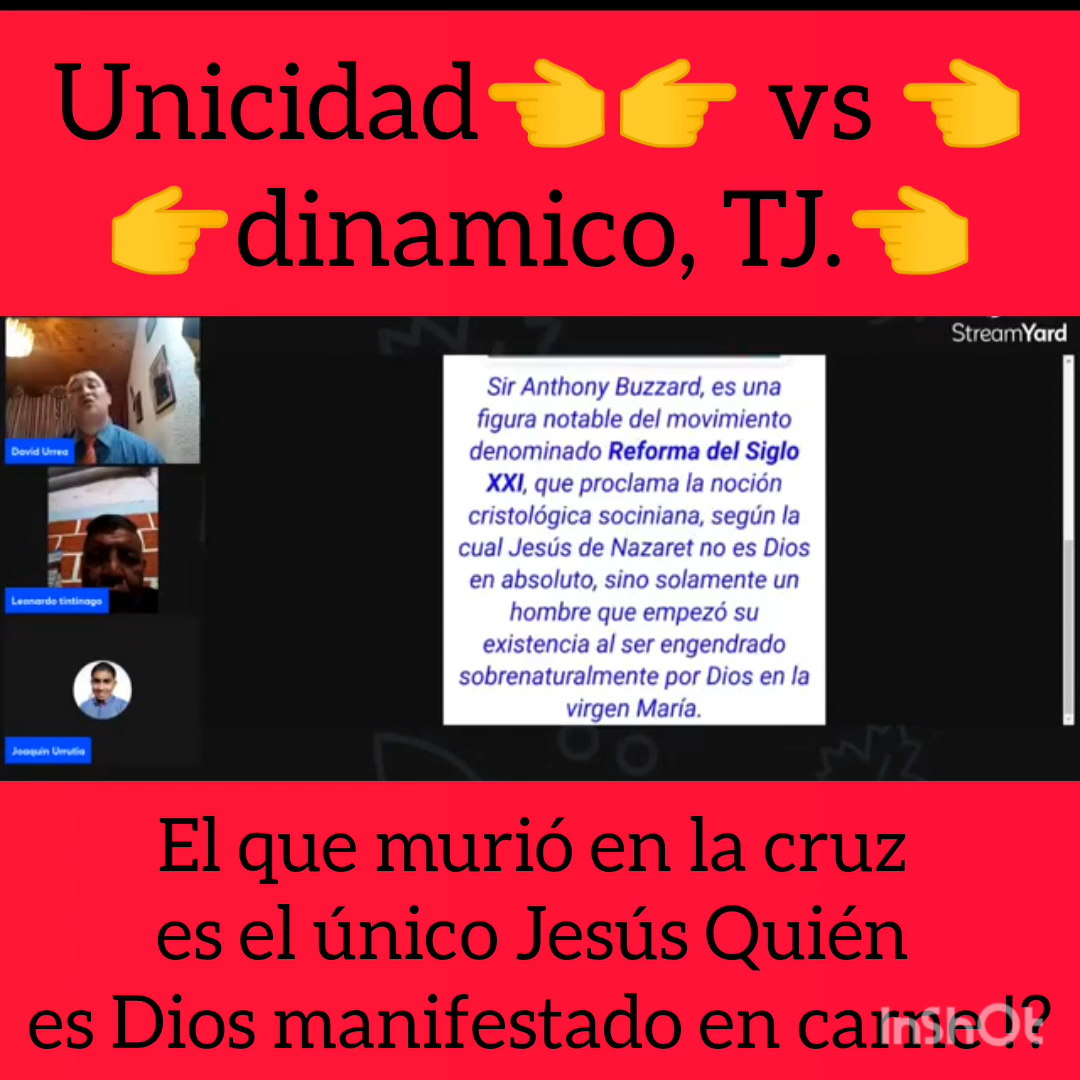 Unicidad👈👉 vs 👈
👉dinamico, TJ.👈
StreamYard
David Urrea
Leonardo tintinago
Joaquin Urrutia
Sir Anthony Buzzard, es una
figura notable del movimiento
denominado Reforma del Siglo
XXI, que proclama la noción
cristológica sociniana, según la
cual Jesús de Nazaret no es Dios
en absoluto, sino solamente un
hombre que empezó su
existencia al ser engendrado
sobrenaturalmente por Dios en la
virgen María.
El que murió en la cruz
es el único Jesús Quién
es Dios manifestado en carne!?
InShOt